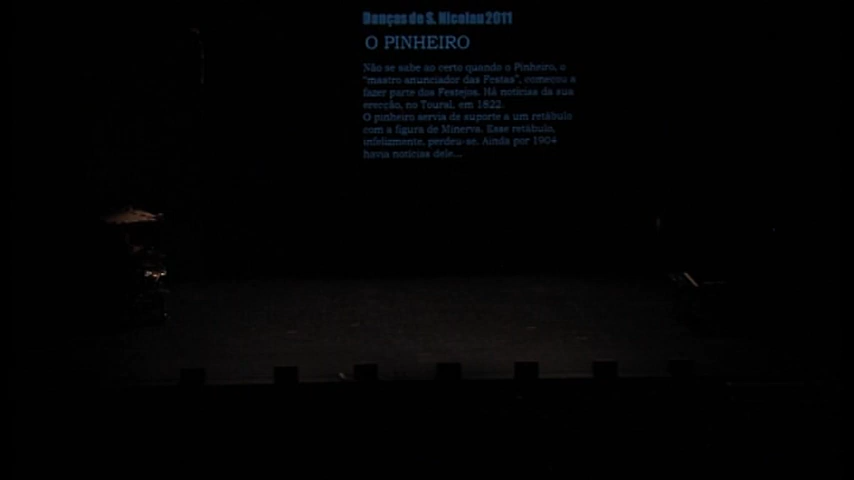 Danças de S. Nicolau 2011
O PINHEIRO
Não se sabe ao certo quando o Pinheiro, o
"mastro anunciador das Festas", começou a
fazer parte dos Festejos. Há notícias da sua
erecção, no Toural, em 1822.
O pinheiro servia de suporte a um retábulo
com a figura de Minerva. Esse retábulo,
infelizmente, perdeu-se. Ainda por 1904
havia notícias dele...